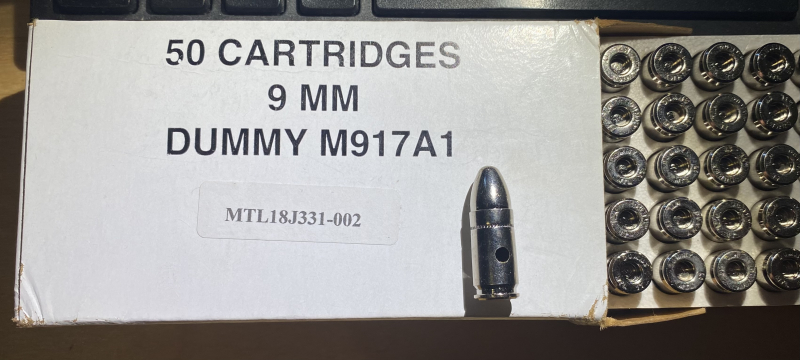 50 CARTRIDGES
9 MM
DUMMY M917A1
MTL18J331-002